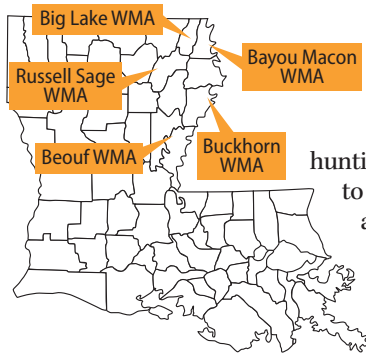 Big Lake WMA
Bayou Macon
WMA
Russell Sage
WMA
Beouf WMA
Buckhorn
WMA
hunti
to
a